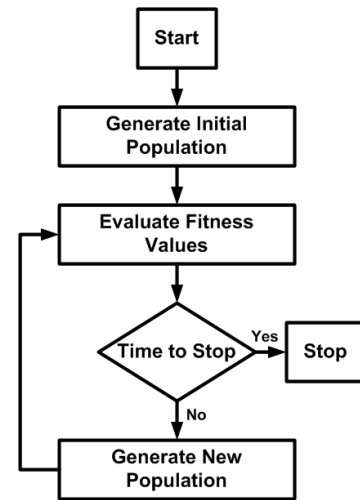 Start
Generate Initial
Population
Evaluate Fitness
Values
Time to Stop
Yes
Stop
No
Generate New
Population